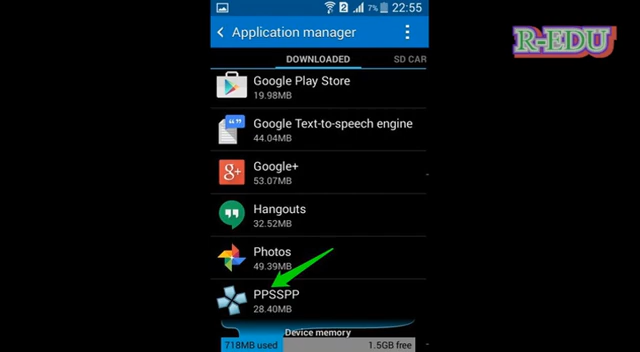 2 7% 22:55
Application manager
R-EDU
DOWNLOADED SD CAR
Google Play Store
19.98MB
Google Text-to-speech engine
44.04MB
Google+
53.07MB
Hangouts
32.52MB
Photos
49.39MB
PPSSPP
28.40MB
Device memory
718MB used 1.5GB free